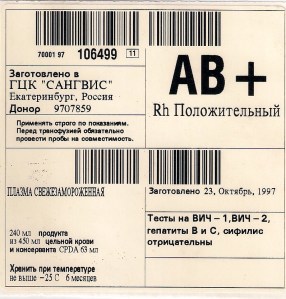 70001 97 106499 11
Заготовлено в
ГЦК "САНГВИС"
Екатеринбург, Россия
Донор 9707859
Применять строго по показаниям.
Перед трансфузией обязательно
провести пробы на совместимость.
AB+
Rh Положительный
ПЛАЗМА СВЕЖЕЗАМОРОЖЕННАЯ
240 мл продукта
из 450 мл цельной крови
и консерванта CPDA 63 мл
Хранить при температуре
не выше -25 С 6 месяцев
Заготовлено 23, Октябрь, 1997
Тесты на ВИЧ - 1,ВИЧ - 2,
гепатиты В и С, сифилис
отрицательны